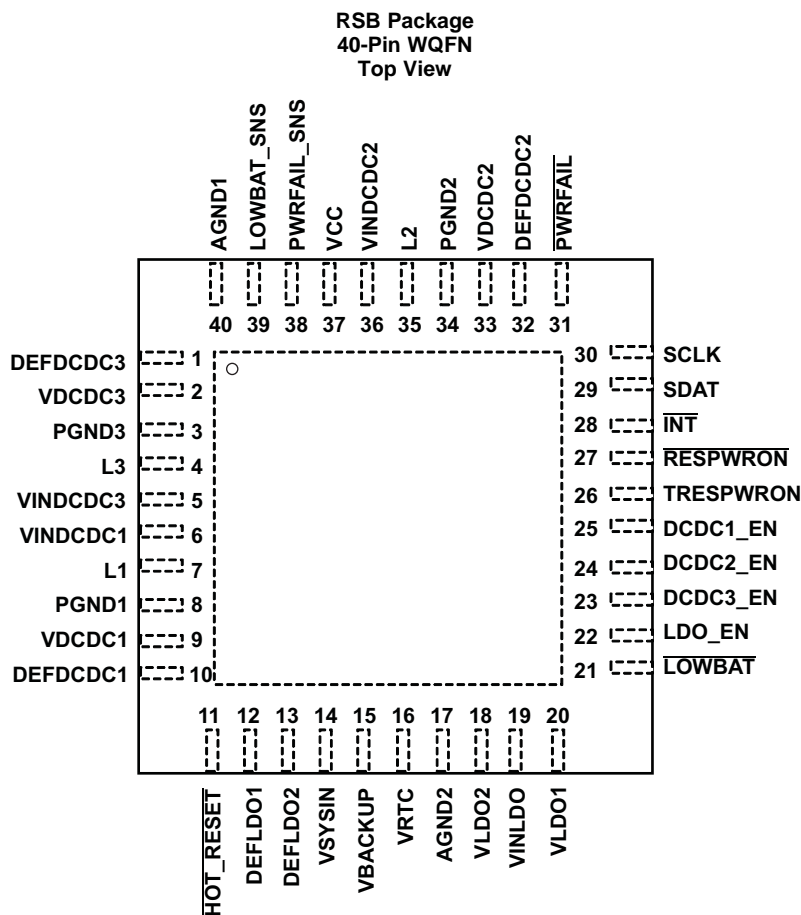 RSB Package
40-Pin WQFN
Top View
AGND1
LOWBAT_SNS
PWRFAIL_SNS
VCC
VINDCDC2
L2
PGND2
VDCDC2
DEFDCDC2
PWRFAIL
40 39 38 37 36 35 34 33 32 31
DEFDCDC3 1
VDCDC3 2
PGND3 3
L3 4
VINDCDC3 5
VINDCDC1 6
L1 7
PGND1 8
VDCDC1 9
DEFDCDC1 10
30 SCLK
29 SDAT
28 INT
27 RESPWRON
26 TRESPWRON
25 DCDC1_EN
24 DCDC2_EN
23 DCDC3_EN
22 LDO_EN
21 LOWBAT
11 12 13 14 15 16 17 18 19 20
HOT_RESET
DEFLDO1
DEFLDO2
VSYSIN
VBACKUP
VRTC
AGND2
VLDO2
VINLDO
VLDO1